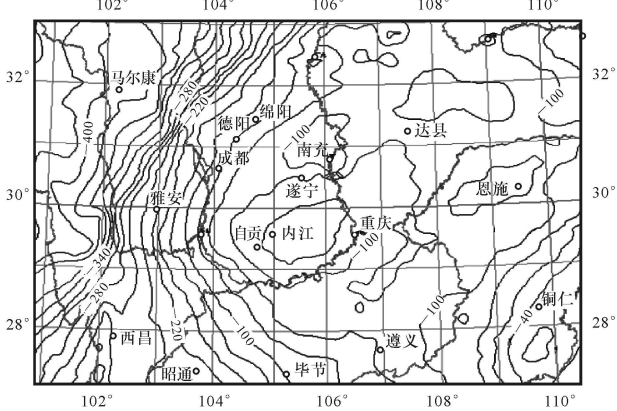 102° 104° 106° 108° 110°
32° 32°
马尔康
-280
-220
-400
-100
绵阳
德阳
达县
-100
南充
成都
遂宁
恩施
30° 30°
雅安
自贡
内江
重庆
-100
-340
-280
铜仁
-40
-100
28° 28°
西昌
-220
-100
遵义
昭通
毕节
102° 104° 106° 108° 110°